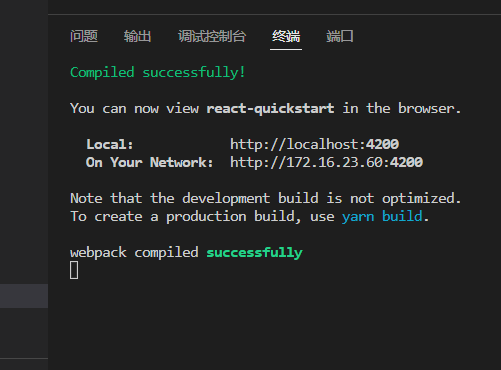 问题 输出 调试控制台 终端 端口
Compiled successfully!
You can now view react-quickstart in the browser.
Local: http://localhost:4200
On Your Network: http://172.16.23.60:4200
Note that the development build is not optimized.
To create a production build, use yarn build.
webpack compiled successfully